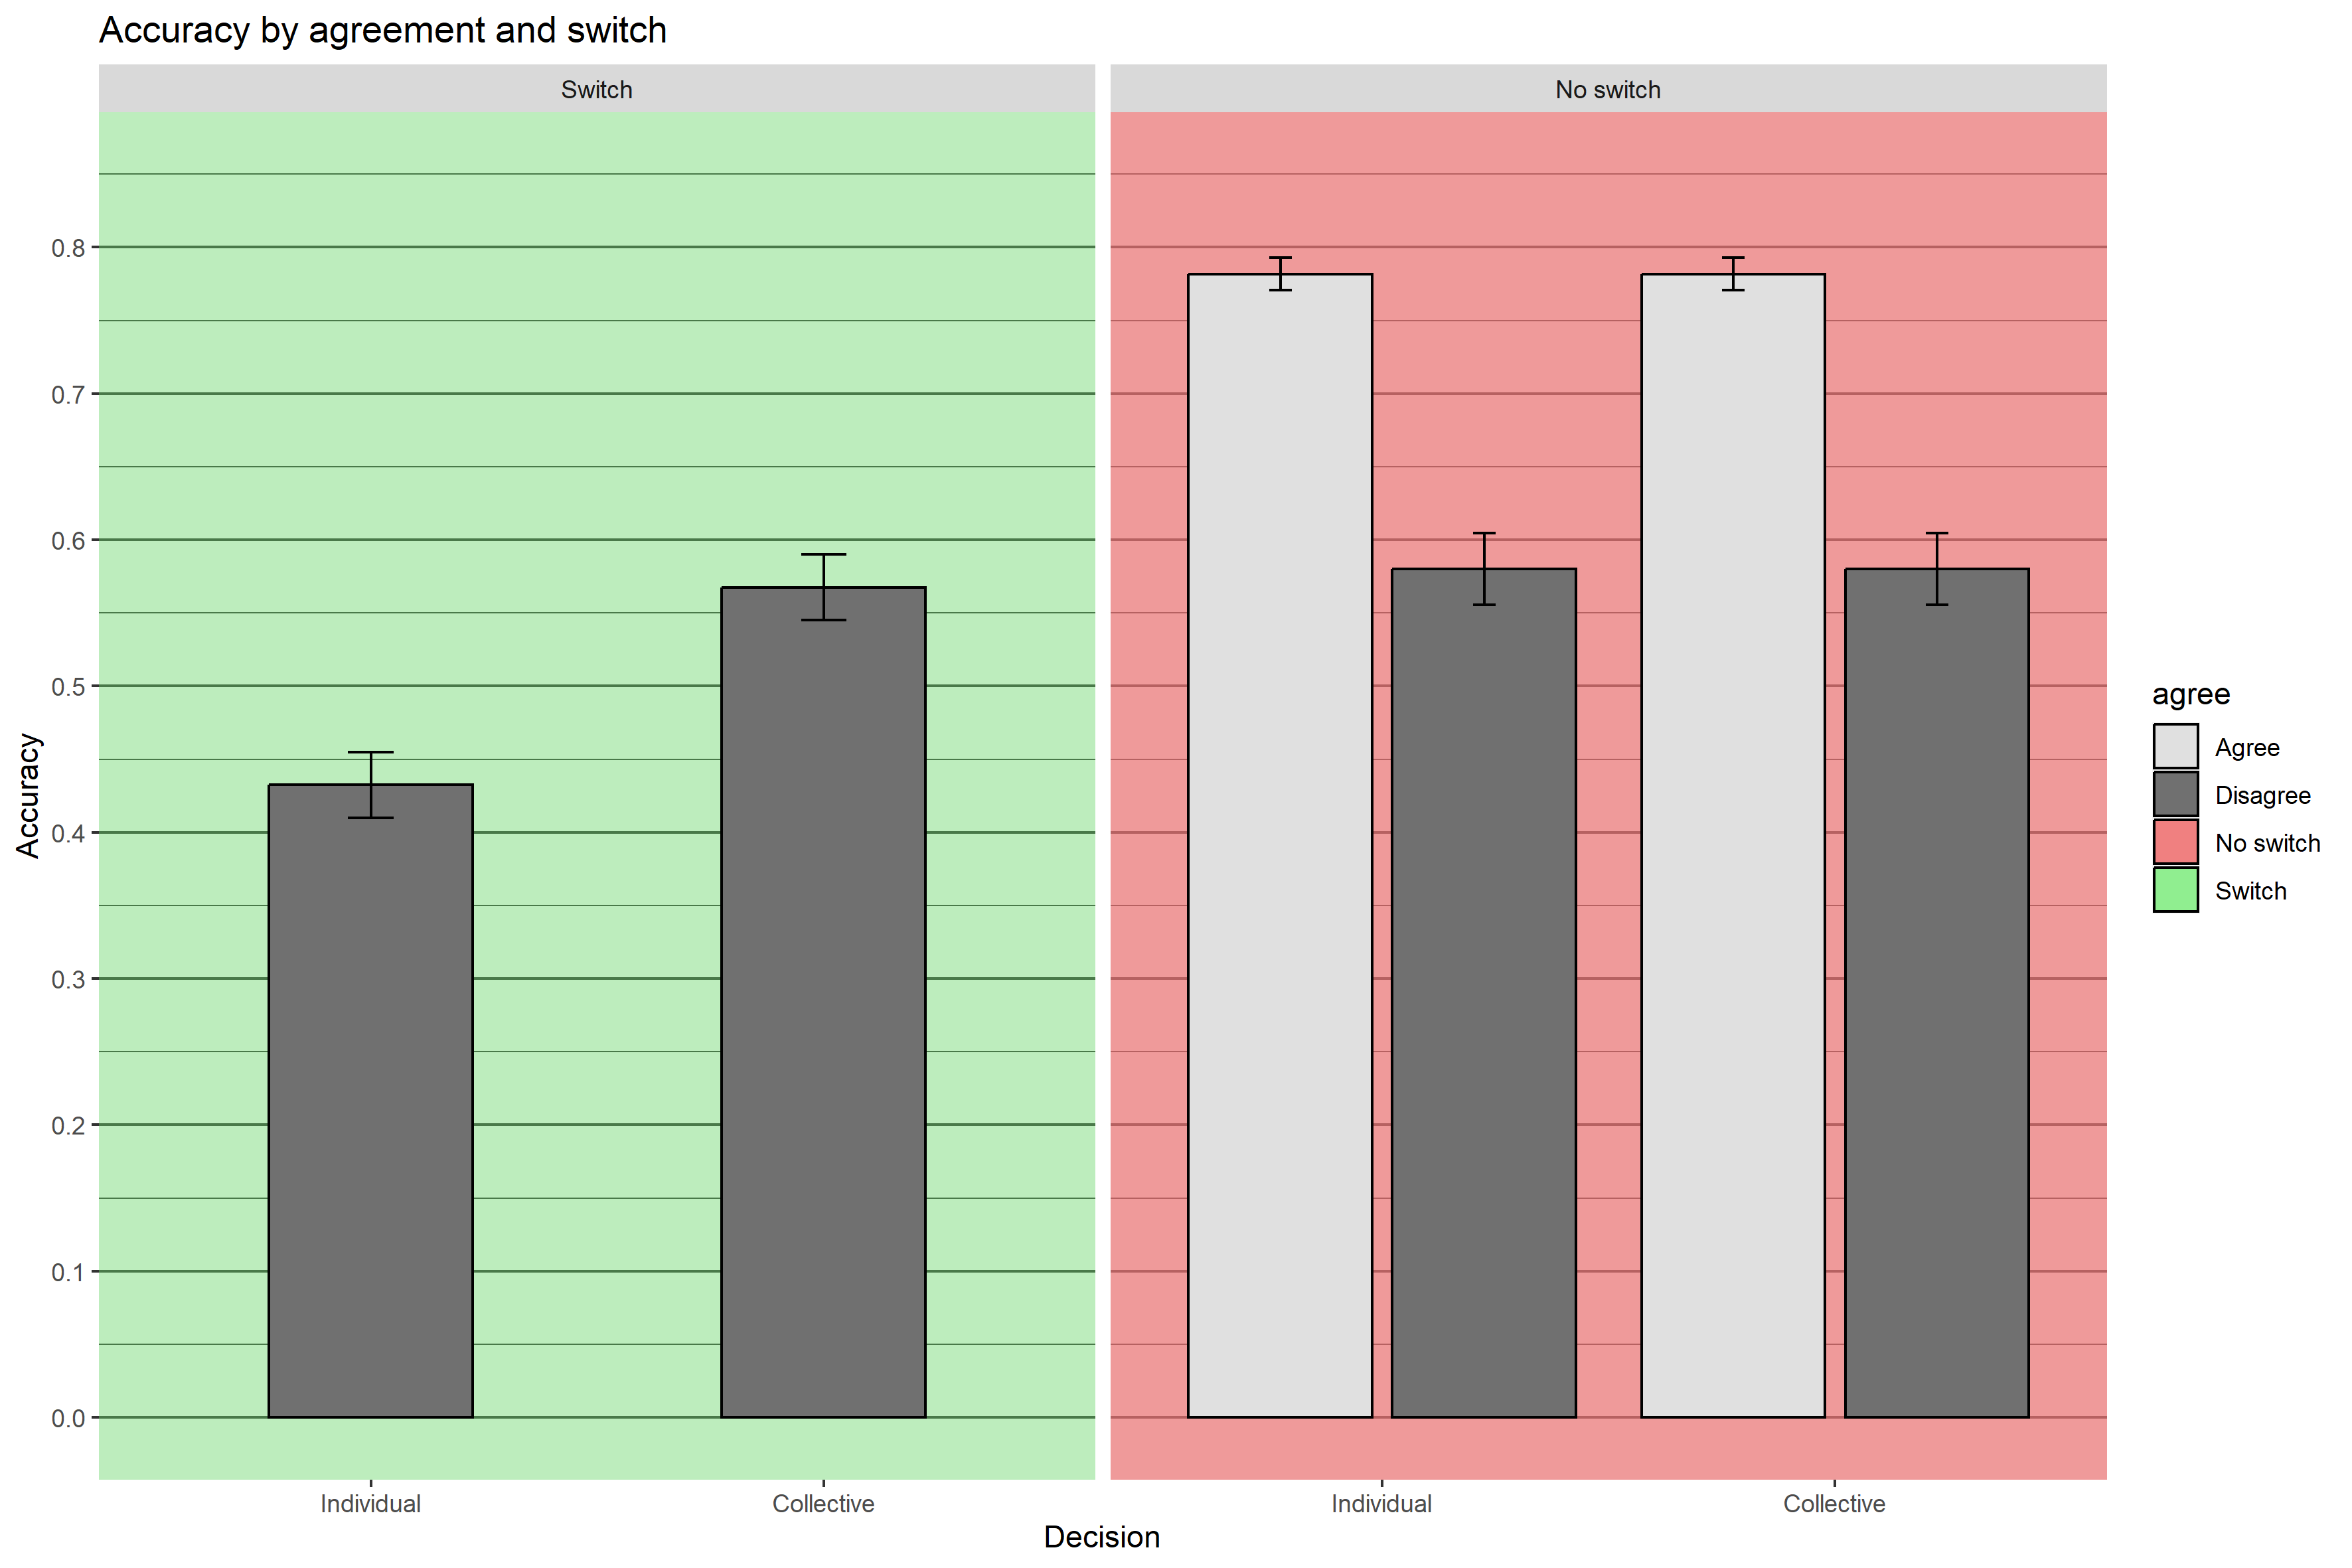 Accuracy by agreement and switch
Switch
No switch
0.8
0.7
0.6
0.5
0.4
0.3
0.2
0.1
0.0
Accuracy
Individual
Collective
Individual
Collective
Decision
agree
Agree
Disagree
No switch
Switch